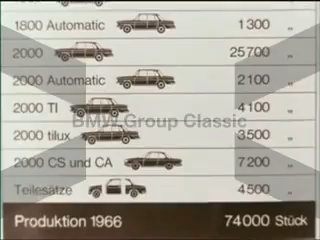 1800 Automatic 1300 "
2000 25700 "
2000 Automatic 2100 "
2000 TI 4100 "
BMW Group Classic
2000 tilux 3500 "
2000 CS und CA 7200 "
Teilesätze 4500 "
Produktion 1966 74000 Stück